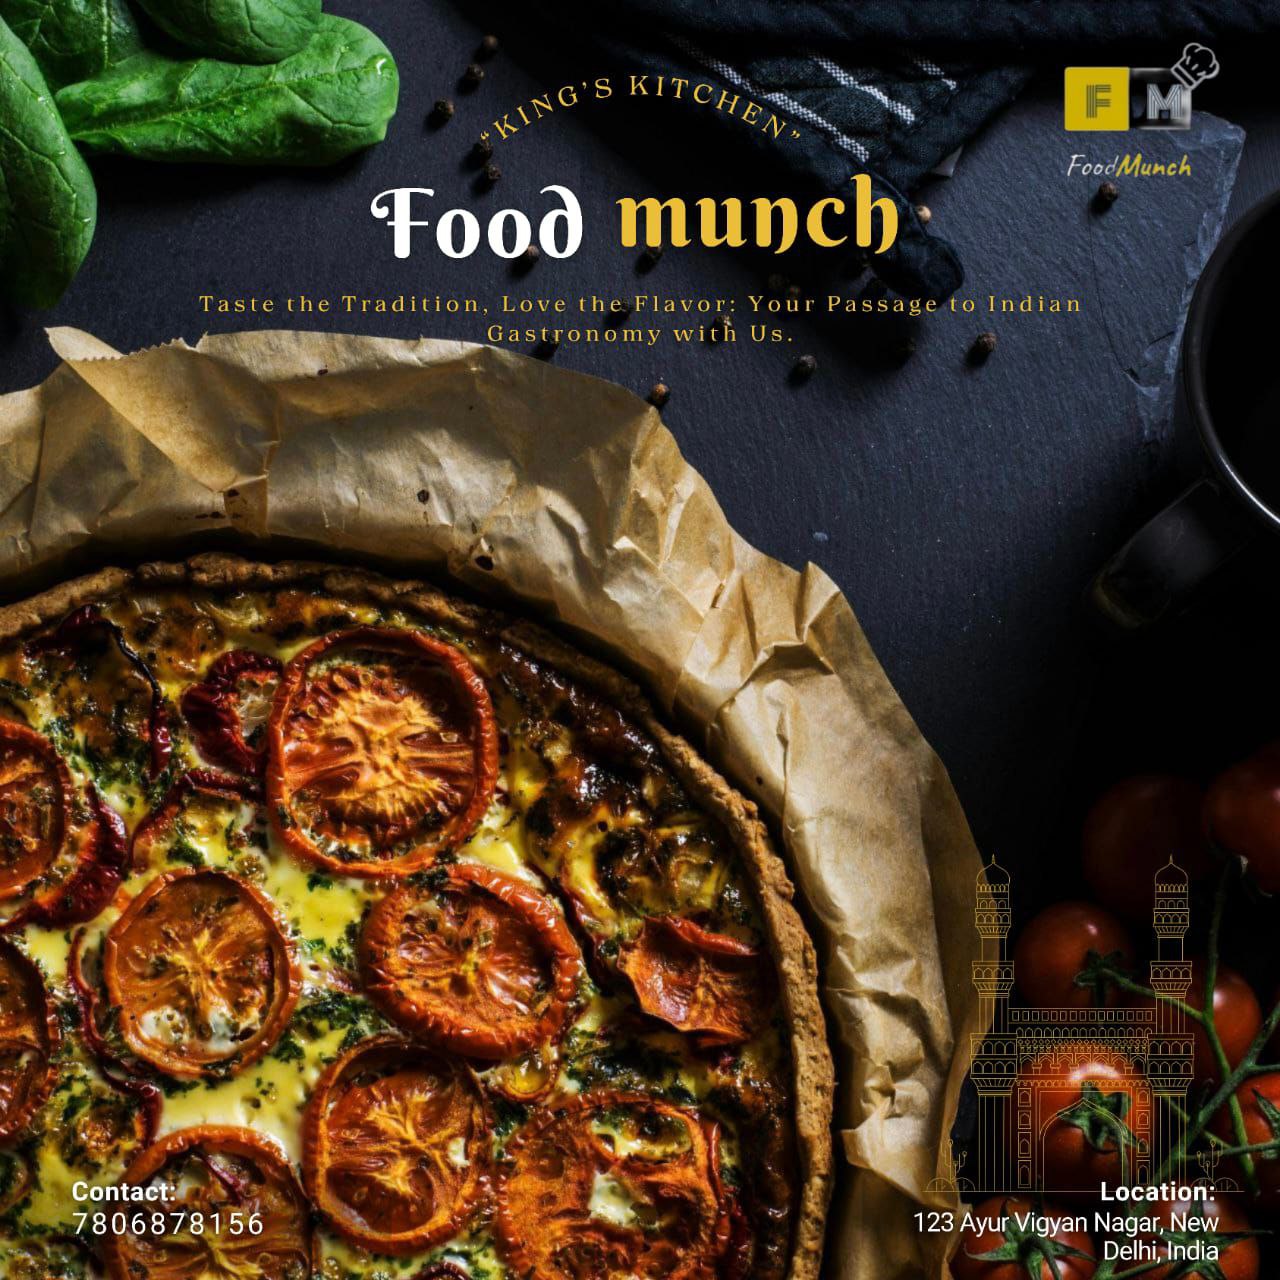 “KING’S KITCHEN”
FM
FoodMunch
Food munch
Taste the Tradition, Love the Flavor: Your Passage to Indian
Gastronomy with Us.
Contact:
7806878156
Location:
123 Ayur Vigyan Nagar, New
Delhi, India